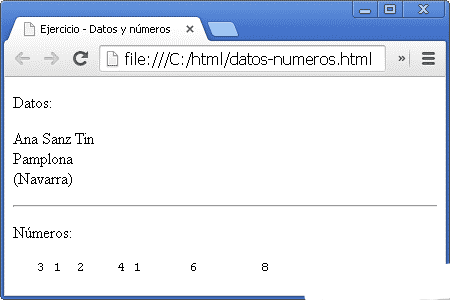 Ejercicio - Datos y números
file:///C:/html/datos-numeros.html
Datos:
Ana Sanz Tin
Pamplona
(Navarra)
Números:
3 1  2    4 1      6        8